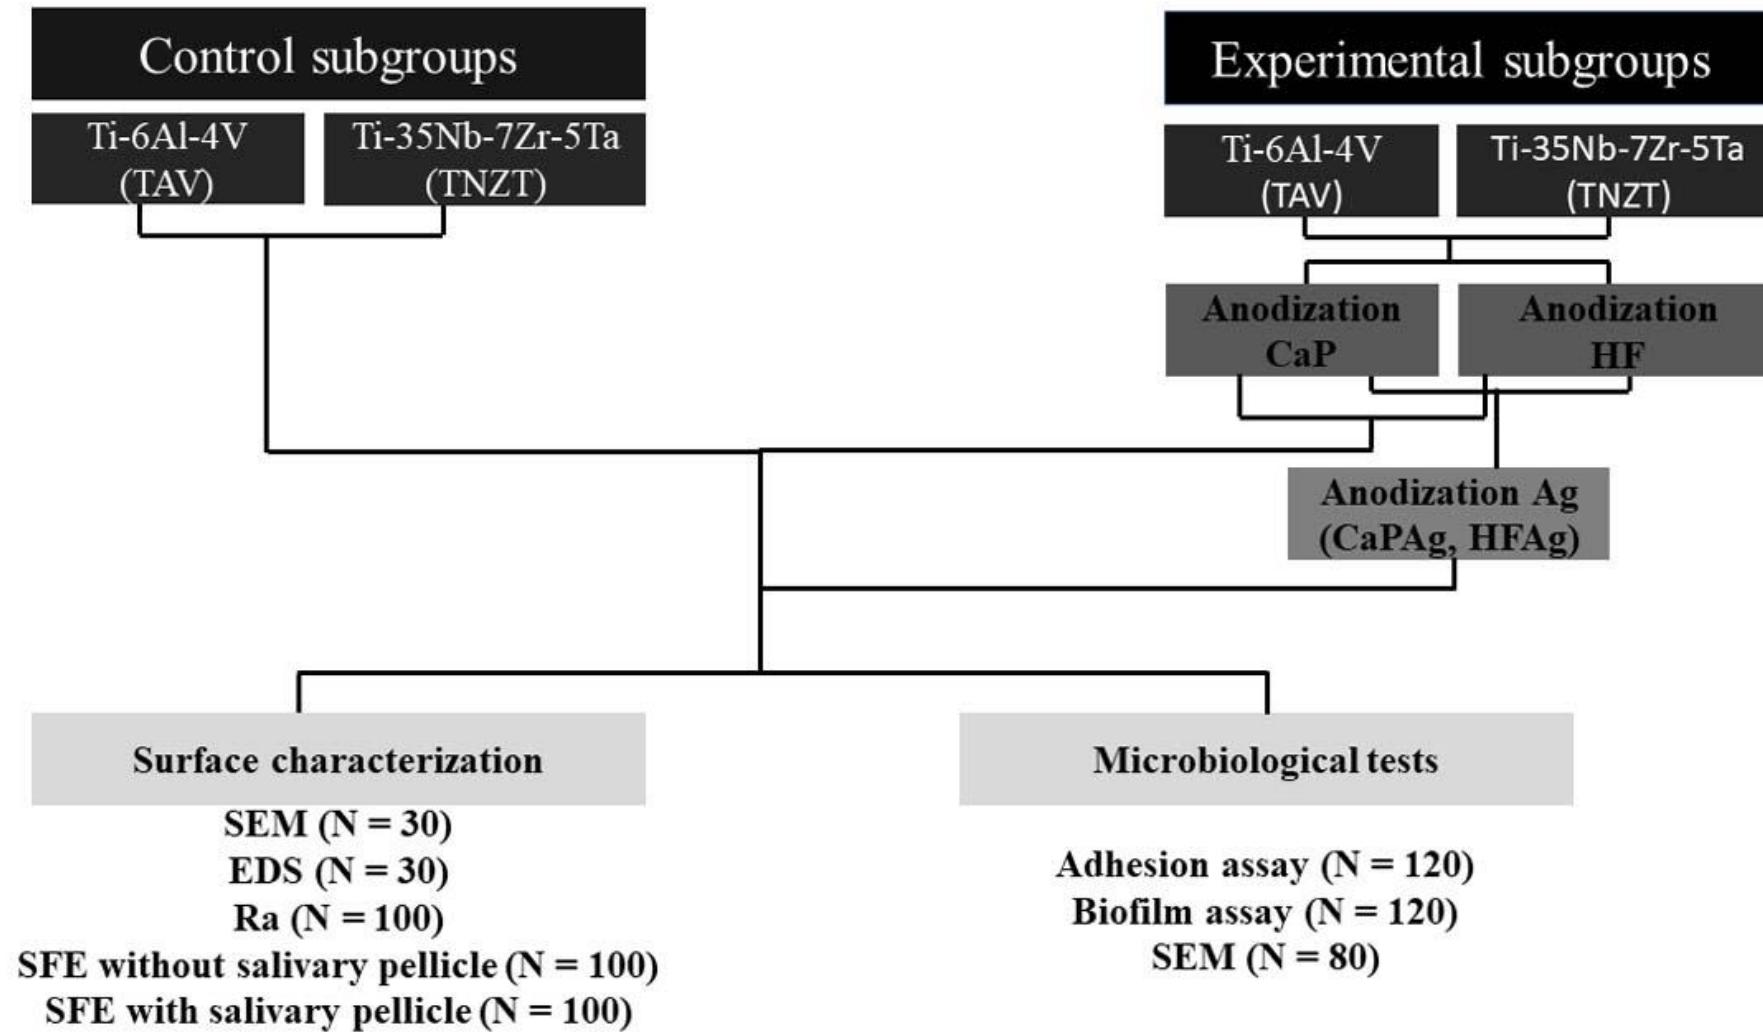 Control subgroups
Ti-6Al-4V
(TAV)
Ti-35Nb-7Zr-5Ta
(TNZT)
Experimental subgroups
Ti-6Al-4V
(TAV)
Ti-35Nb-7Zr-5Ta
(TNZT)
Anodization
CaP
Anodization
HF
Anodization Ag
(CaPAg, HFAg)
Surface characterization
SEM (N = 30)
EDS (N = 30)
Ra (N = 100)
SFE without salivary pellicle (N = 100)
SFE with salivary pellicle (N = 100)
Microbiological tests
Adhesion assay (N = 120)
Biofilm assay (N = 120)
SEM (N = 80)